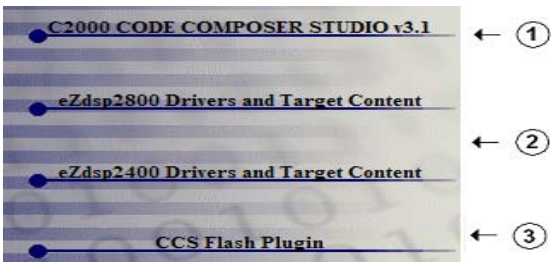 C2000 CODE COMPOSER STUDIO v3.1
1
eZdsp2800 Drivers and Target Content
2
eZdsp2400 Drivers and Target Content
CCS Flash Plugin
3